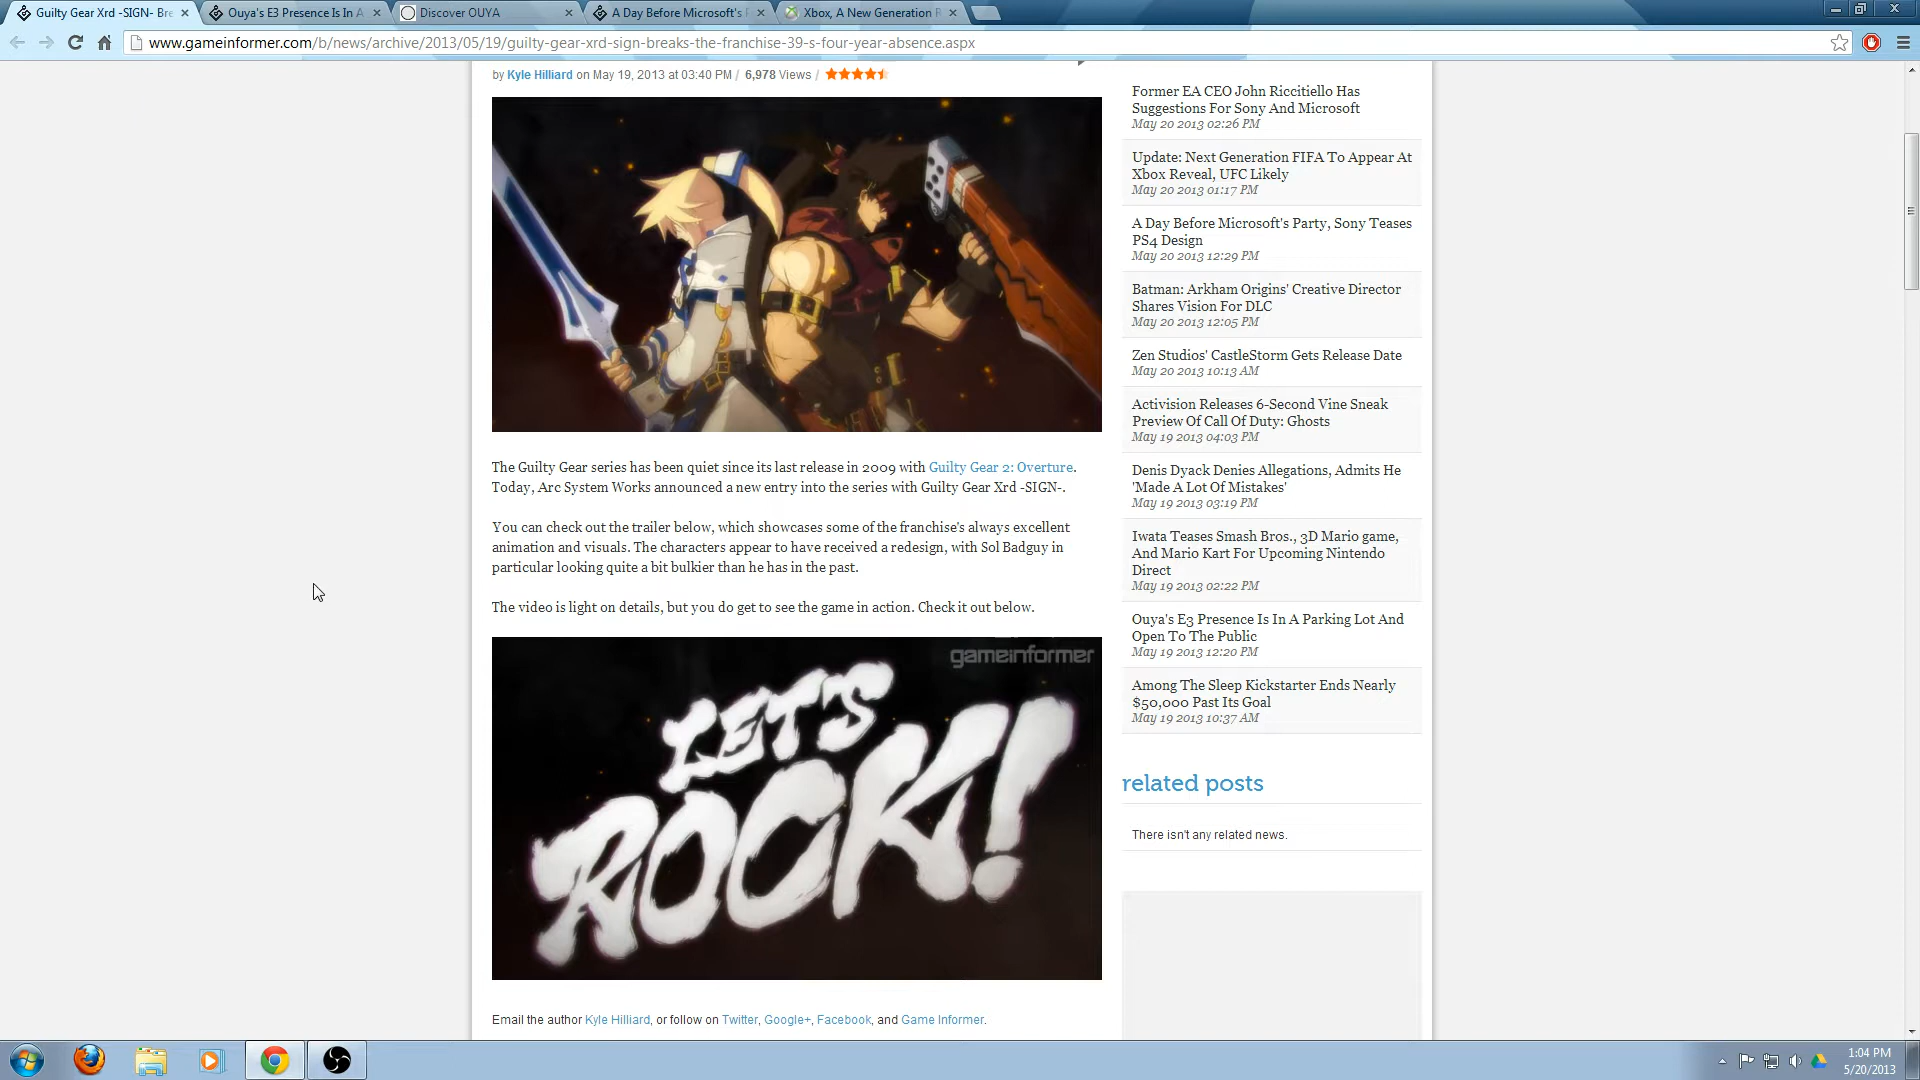 Guilty Gear Xrd -SIGN- Bre
Ouya's E3 Presence Is In A
Discover OUYA
A Day Before Microsoft's P
Xbox, A New Generation R
www.gameinformer.com/b/news/archive/2013/05/19/guilty-gear-xrd-sign-breaks-the-franchise-39-s-four-year-absence.aspx
by Kyle Hilliard on May 19, 2013 at 03:40 PM / 6,978 Views /
The Guilty Gear series has been quiet since its last release in 2009 with Guilty Gear 2: Overture.
Today, Arc System Works announced a new entry into the series with Guilty Gear Xrd -SIGN-.
You can check out the trailer below, which showcases some of the franchise's always excellent
animation and visuals. The characters appear to have received a redesign, with Sol Badguy in
particular looking quite a bit bulkier than he has in the past.
The video is light on details, but you do get to see the game in action. Check it out below.
gameinformer
LET'S
ROCK!
Email the author Kyle Hilliard, or follow on Twitter, Google+, Facebook, and Game Informer.
Former EA CEO John Riccitiello Has
Suggestions For Sony And Microsoft
May 20 2013 02:26 PM
Update: Next Generation FIFA To Appear At
Xbox Reveal, UFC Likely
May 20 2013 01:17 PM
A Day Before Microsoft's Party, Sony Teases
PS4 Design
May 20 2013 12:29 PM
Batman: Arkham Origins' Creative Director
Shares Vision For DLC
May 20 2013 12:05 PM
Zen Studios' CastleStorm Gets Release Date
May 20 2013 10:13 AM
Activision Releases 6-Second Vine Sneak
Preview Of Call Of Duty: Ghosts
May 19 2013 04:03 PM
Denis Dyack Denies Allegations, Admits He
'Made A Lot Of Mistakes'
May 19 2013 03:19 PM
Iwata Teases Smash Bros., 3D Mario game,
And Mario Kart For Upcoming Nintendo
Direct
May 19 2013 02:22 PM
Ouya's E3 Presence Is In A Parking Lot And
Open To The Public
May 19 2013 12:20 PM
Among The Sleep Kickstarter Ends Nearly
$50,000 Past Its Goal
May 19 2013 10:37 AM
related posts
There isn't any related news.
1:04 PM
5/20/2013